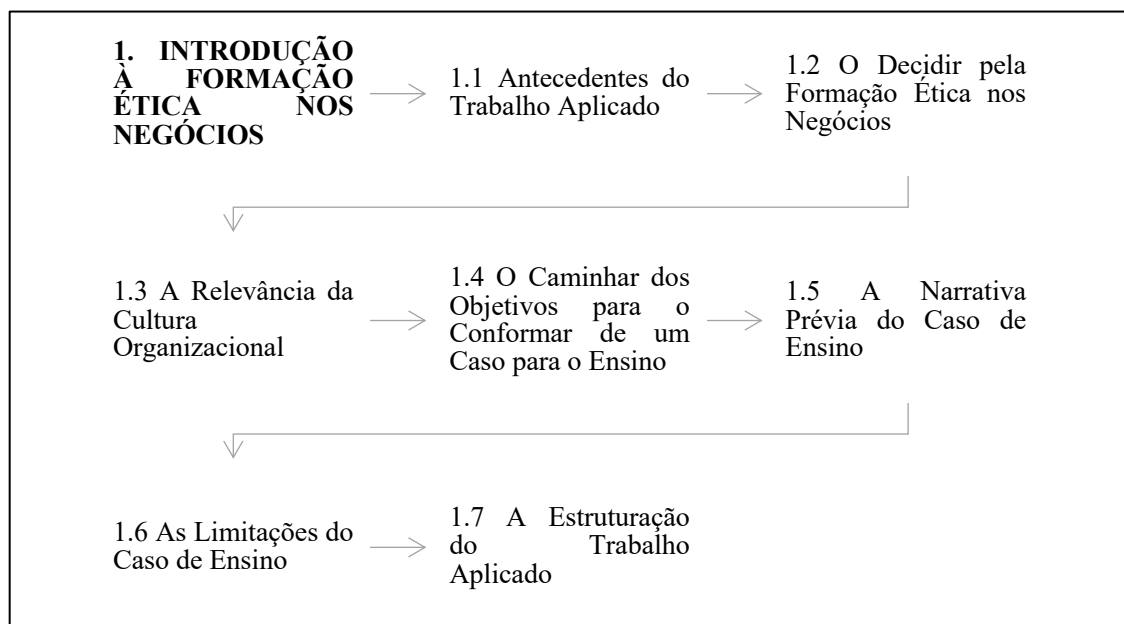 1. INTRODUÇÃO
À FORMAÇÃO
ÉTICA NOS
NEGÓCIOS
1.1 Antecedentes do
Trabalho Aplicado
1.2 O Decidir pela
Formação Ética nos
Negócios
1.3 A Relevância da
Cultura
Organizacional
1.4 O Caminhar dos
Objetivos para o
Conformar de um
Caso para o Ensino
1.5 A Narrativa
Prévia do Caso de
Ensino
1.6 As Limitações do
Caso de Ensino
1.7 A Estruturação
do Trabalho
Aplicado